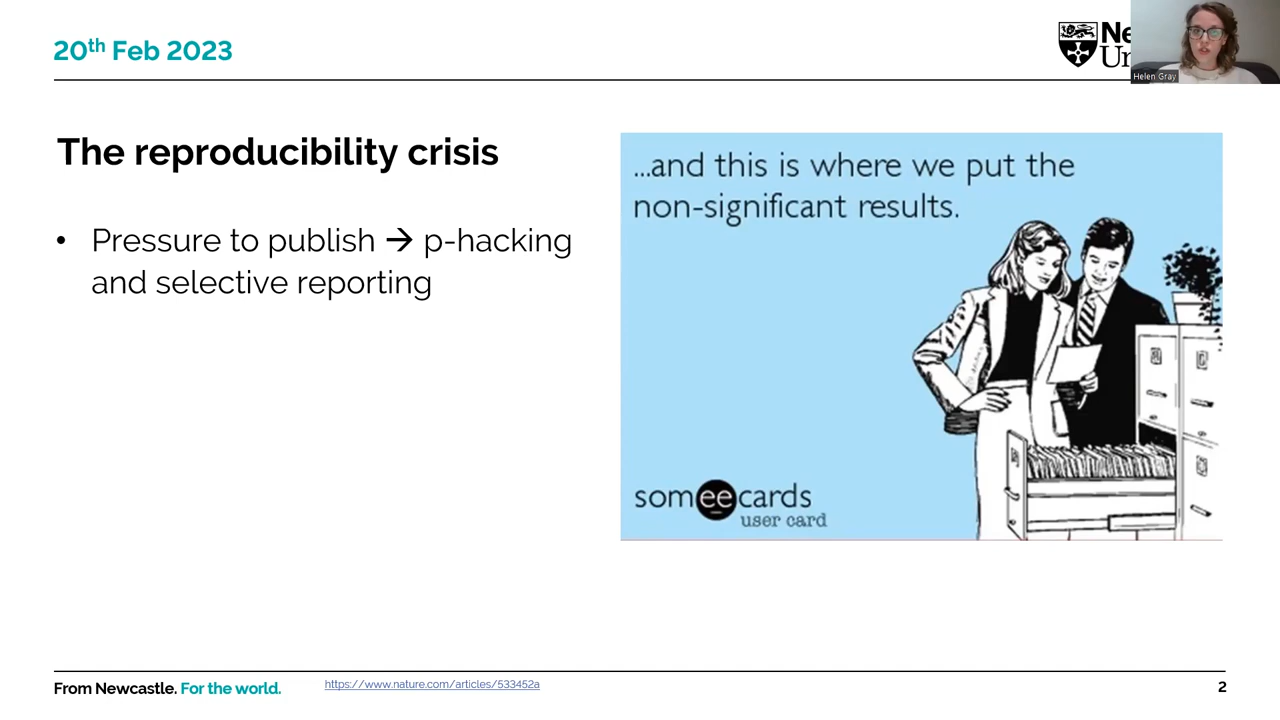 20th Feb 2023
Ne
Un
Helen Gray
The reproducibility crisis
• Pressure to publish → p-hacking
and selective reporting
...and this is where we put the
non-significant results.
someecards
user card
From Newcastle. For the world.
https://www.nature.com/articles/533452a
2